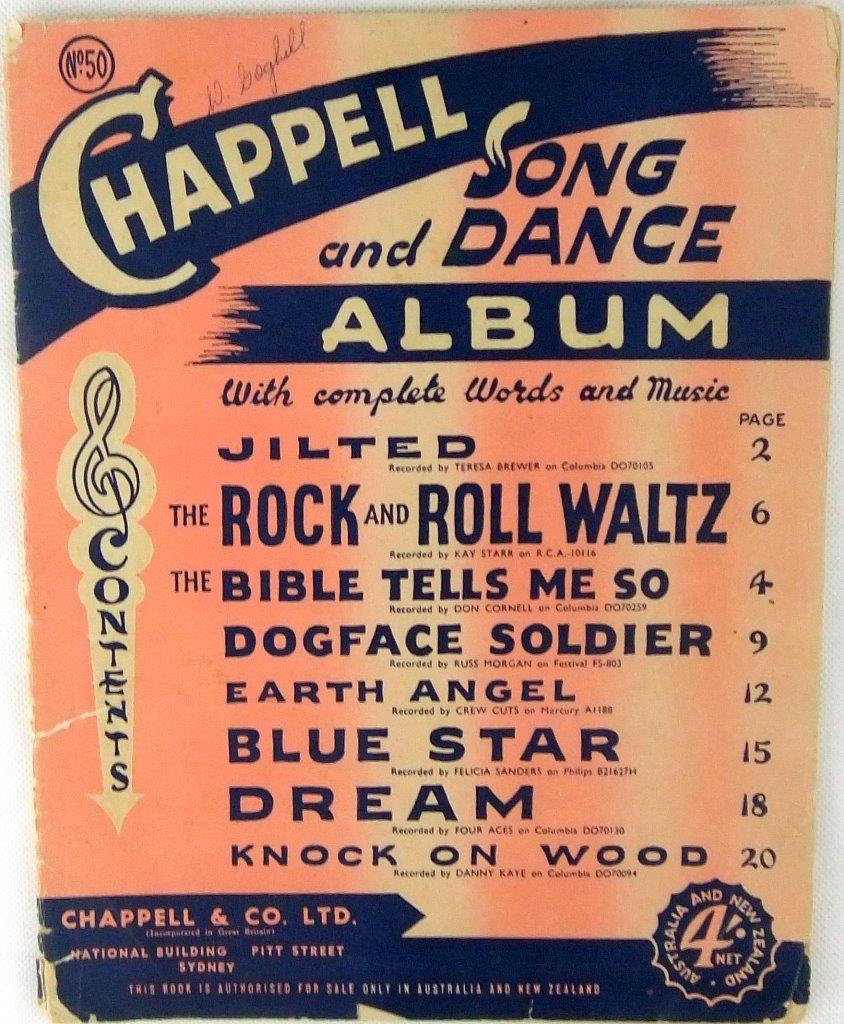 Nº50
D. Coghill
CHAPPELL
SONG
and DANCE
ALBUM
With complete Words and Music
PAGE
CONTENTS
JILTED 2
Recorded by TERESA BREWER on Columbia DO70105
THE ROCK AND ROLL WALTZ 6
Recorded by KAY STARR on R.C.A.-10116
THE BIBLE TELLS ME SO 4
Recorded by DON CORNELL on Columbia DO70259
DOGFACE SOLDIER 9
Recorded by RUSS MORGAN on Festival FS-803
EARTH ANGEL 12
Recorded by CREW CUTS on Mercury A1188
BLUE STAR 15
Recorded by FELICIA SANDERS on Philips B21627H
DREAM 18
Recorded by FOUR ACES on Columbia DO70130
KNOCK ON WOOD 20
Recorded by DANNY KAYE on Columbia DO70094
CHAPPELL & CO. LTD.
(Incorporated in Great Britain)
NATIONAL BUILDING PITT STREET
SYDNEY
THIS BOOK IS AUTHORISED FOR SALE ONLY IN AUSTRALIA AND NEW ZEALAND
AUSTRALIA AND NEW ZEALAND
4/-
NET